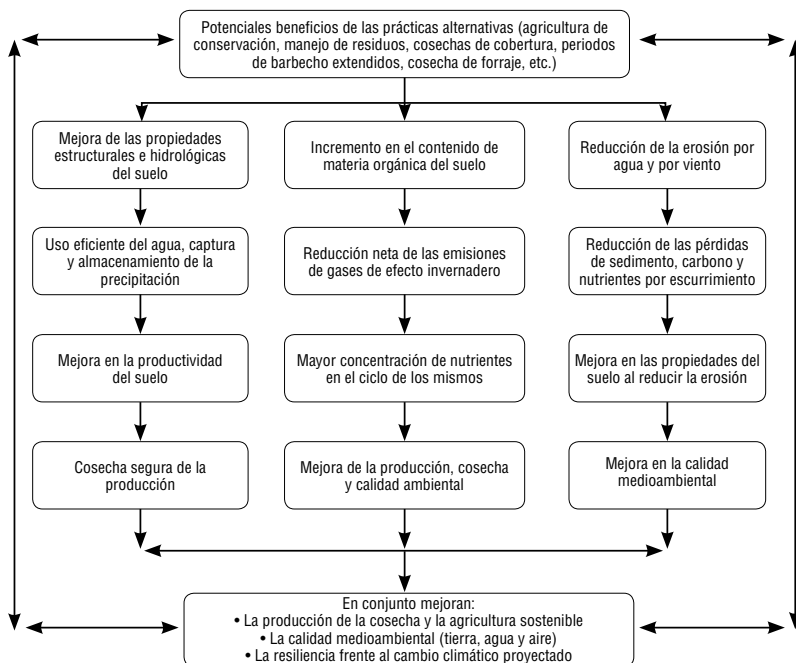 Potenciales beneficios de las prácticas alternativas (agricultura de
conservación, manejo de residuos, cosechas de cobertura, periodos
de barbecho extendidos, cosecha de forraje, etc.)
Mejora de las propiedades
estructurales e hidrológicas
del suelo
Incremento en el contenido de
materia orgánica del suelo
Reducción de la erosión por
agua y por viento
Uso eficiente del agua, captura
y almacenamiento de la
precipitación
Reducción neta de las emisiones
de gases de efecto invernadero
Reducción de las pérdidas
de sedimento, carbono y
nutrientes por escurrimiento
Mejora en la productividad
del suelo
Mayor concentración de nutrientes
en el ciclo de los mismos
Mejora en las propiedades del
suelo al reducir la erosión
Cosecha segura de la
producción
Mejora de la producción, cosecha
y calidad ambiental
Mejora en la calidad
medioambiental
En conjunto mejoran:
• La producción de la cosecha y la agricultura sostenible
• La calidad medioambiental (tierra, agua y aire)
• La resiliencia frente al cambio climático proyectado